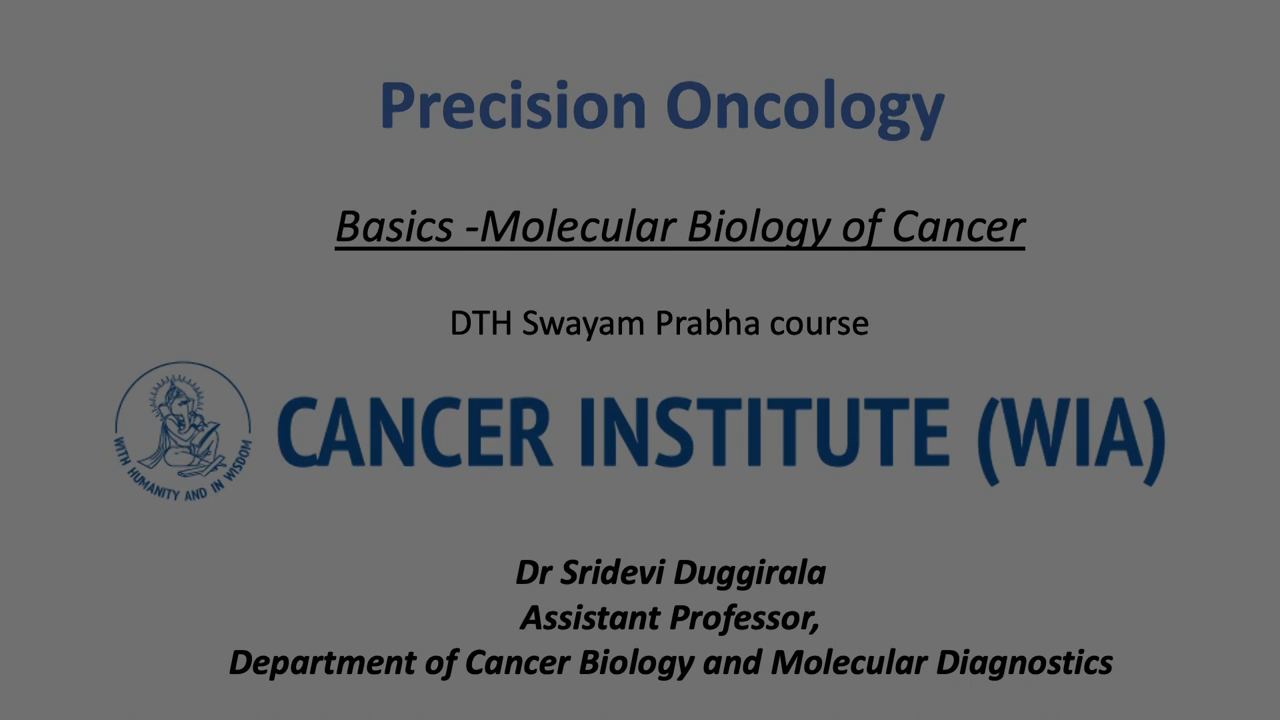 Precision Oncology
Basics -Molecular Biology of Cancer
DTH Swayam Prabha course
WITH HUMANITY AND IN WISDOM
CANCER INSTITUTE (WIA)
Dr Sridevi Duggirala
Assistant Professor,
Department of Cancer Biology and Molecular Diagnostics